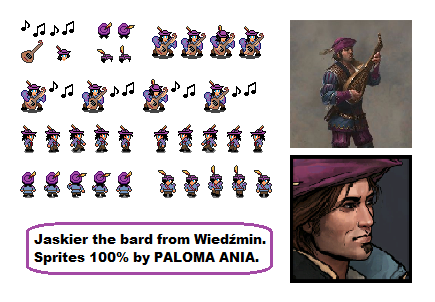 Jaskier the bard from Wiedźmin.
Sprites 100% by PALOMA ANIA.